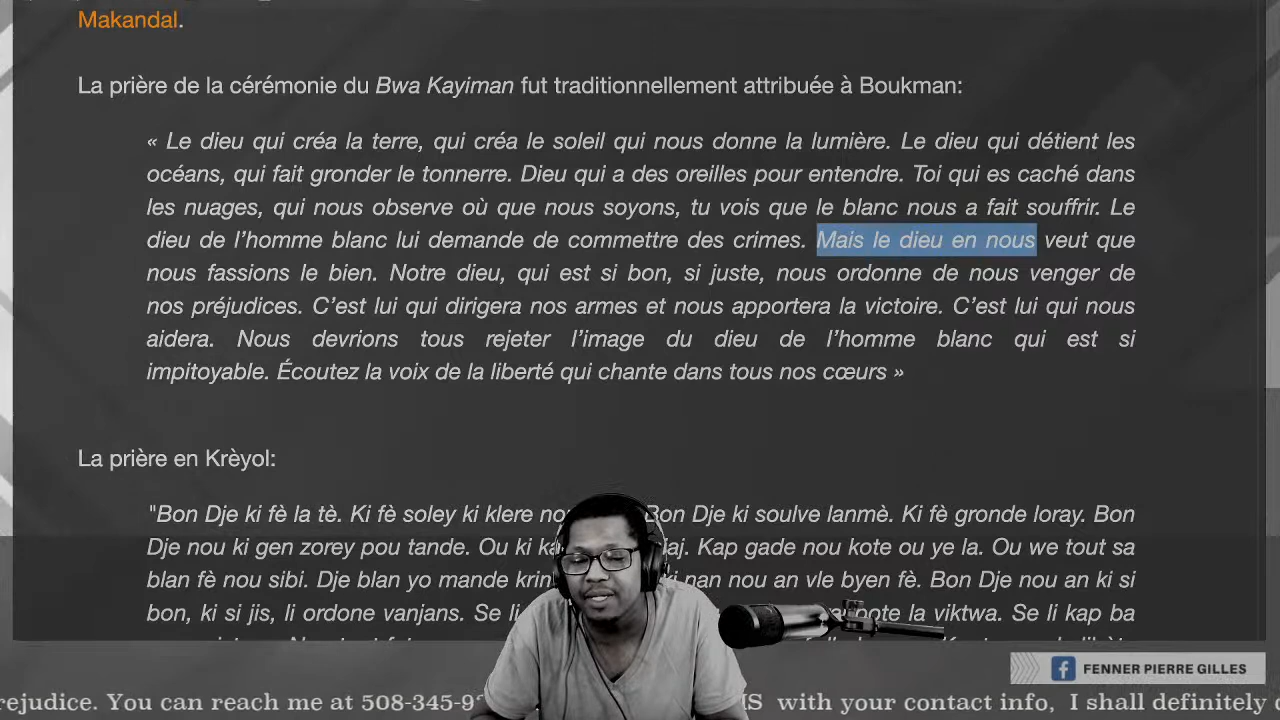 Makandal.
La prière de la cérémonie du Bwa Kayiman fut traditionnellement attribuée à Boukman:
« Le dieu qui créa la terre, qui créa le soleil qui nous donne la lumière. Le dieu qui détient les
océans, qui fait gronder le tonnerre. Dieu qui a des oreilles pour entendre. Toi qui es caché dans
les nuages, qui nous observe où que nous soyons, tu vois que le blanc nous a fait souffrir. Le
dieu de l’homme blanc lui demande de commettre des crimes. Mais le dieu en nous veut que
nous fassions le bien. Notre dieu, qui est si bon, si juste, nous ordonne de nous venger de
nos préjudices. C’est lui qui dirigera nos armes et nous apportera la victoire. C’est lui qui nous
aidera. Nous devrions tous rejeter l’image du dieu de l’homme blanc qui est si
impitoyable. Écoutez la voix de la liberté qui chante dans tous nos cœurs »
La prière en Krèyol:
"Bon Dje ki fè la tè. Ki fè soley ki klere Bon Dje ki soulve lanmè. Ki fè gronde loray. Bon
Dje nou ki gen zorey pou tande. Ou ki Kap gade nou kote ou ye la. Ou we tout sa
blan fè nou sibi. Dje blan yo mande nan nou an vle byen fè. Bon Dje nou an ki si
bon, ki si jis, li ordone vanjans. Se li la viktwa. Se li kap ba
FENNER PIERRE GILLES
rejudice. You can reach me at 508-345-9 with your contact info, I shall definitely